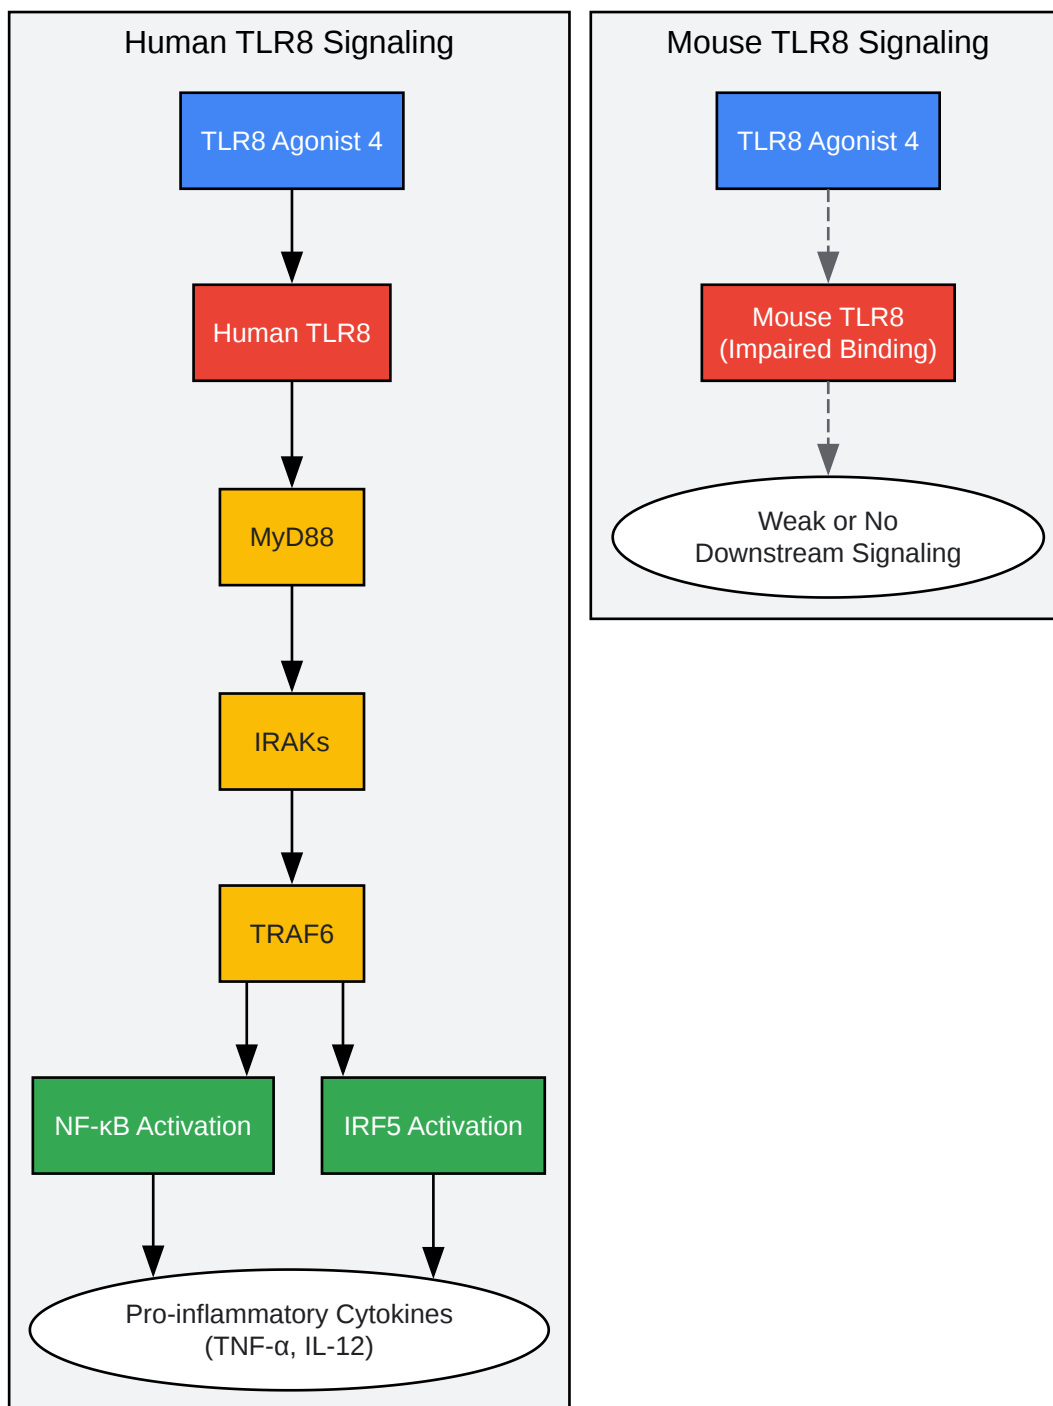 Human TLR8 Signaling
TLR8 Agonist 4
Human TLR8
MyD88
IRAKs
TRAF6
NF-κB Activation
IRF5 Activation
Pro-inflammatory Cytokines
(TNF-α, IL-12)
Mouse TLR8 Signaling
TLR8 Agonist 4
Mouse TLR8
(Impaired Binding)
Weak or No
Downstream Signaling